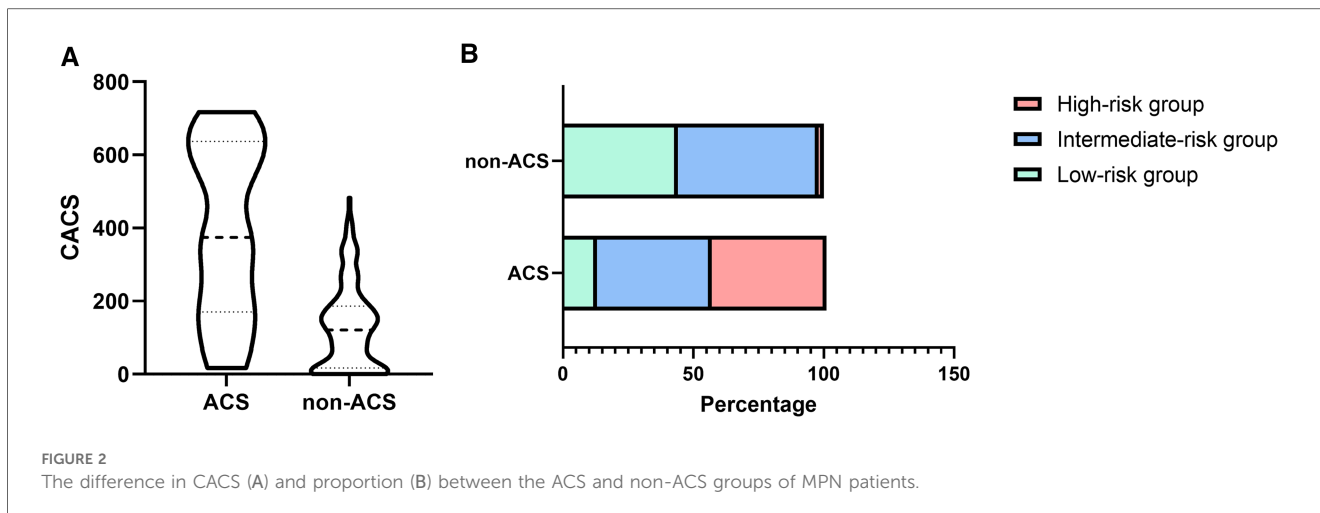 A
B
800
600
400
200
0
CACS
ACS
non-ACS
non-ACS
ACS
0
50
100
150
Percentage
High-risk group
Intermediate-risk group
Low-risk group
FIGURE 2
The difference in CACS (A) and proportion (B) between the ACS and non-ACS groups of MPN patients.